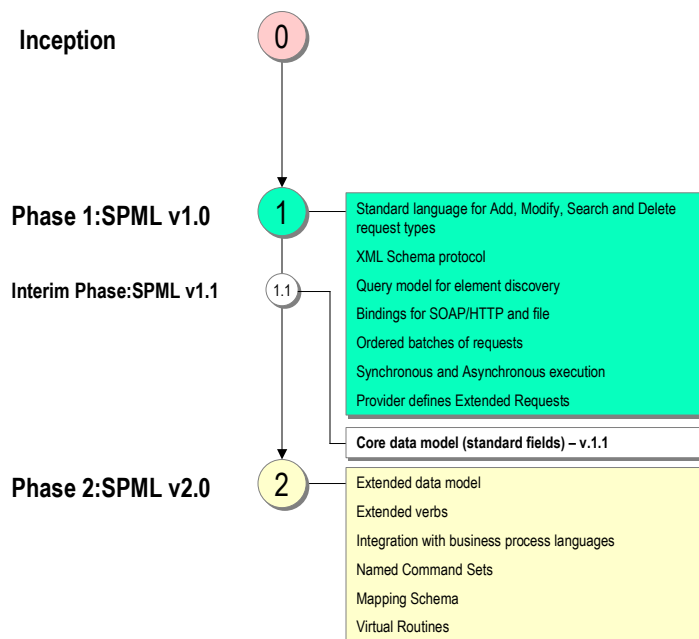 Inception
0
Phase 1:SPML v1.0
1
Standard language for Add, Modify, Search and Delete
request types
XML Schema protocol
Query model for element discovery
Bindings for SOAP/HTTP and file
Ordered batches of requests
Synchronous and Asynchronous execution
Provider defines Extended Requests
Interim Phase:SPML v1.1
1.1
Core data model (standard fields) – v.1.1
Phase 2:SPML v2.0
2
Extended data model
Extended verbs
Integration with business process languages
Named Command Sets
Mapping Schema
Virtual Routines